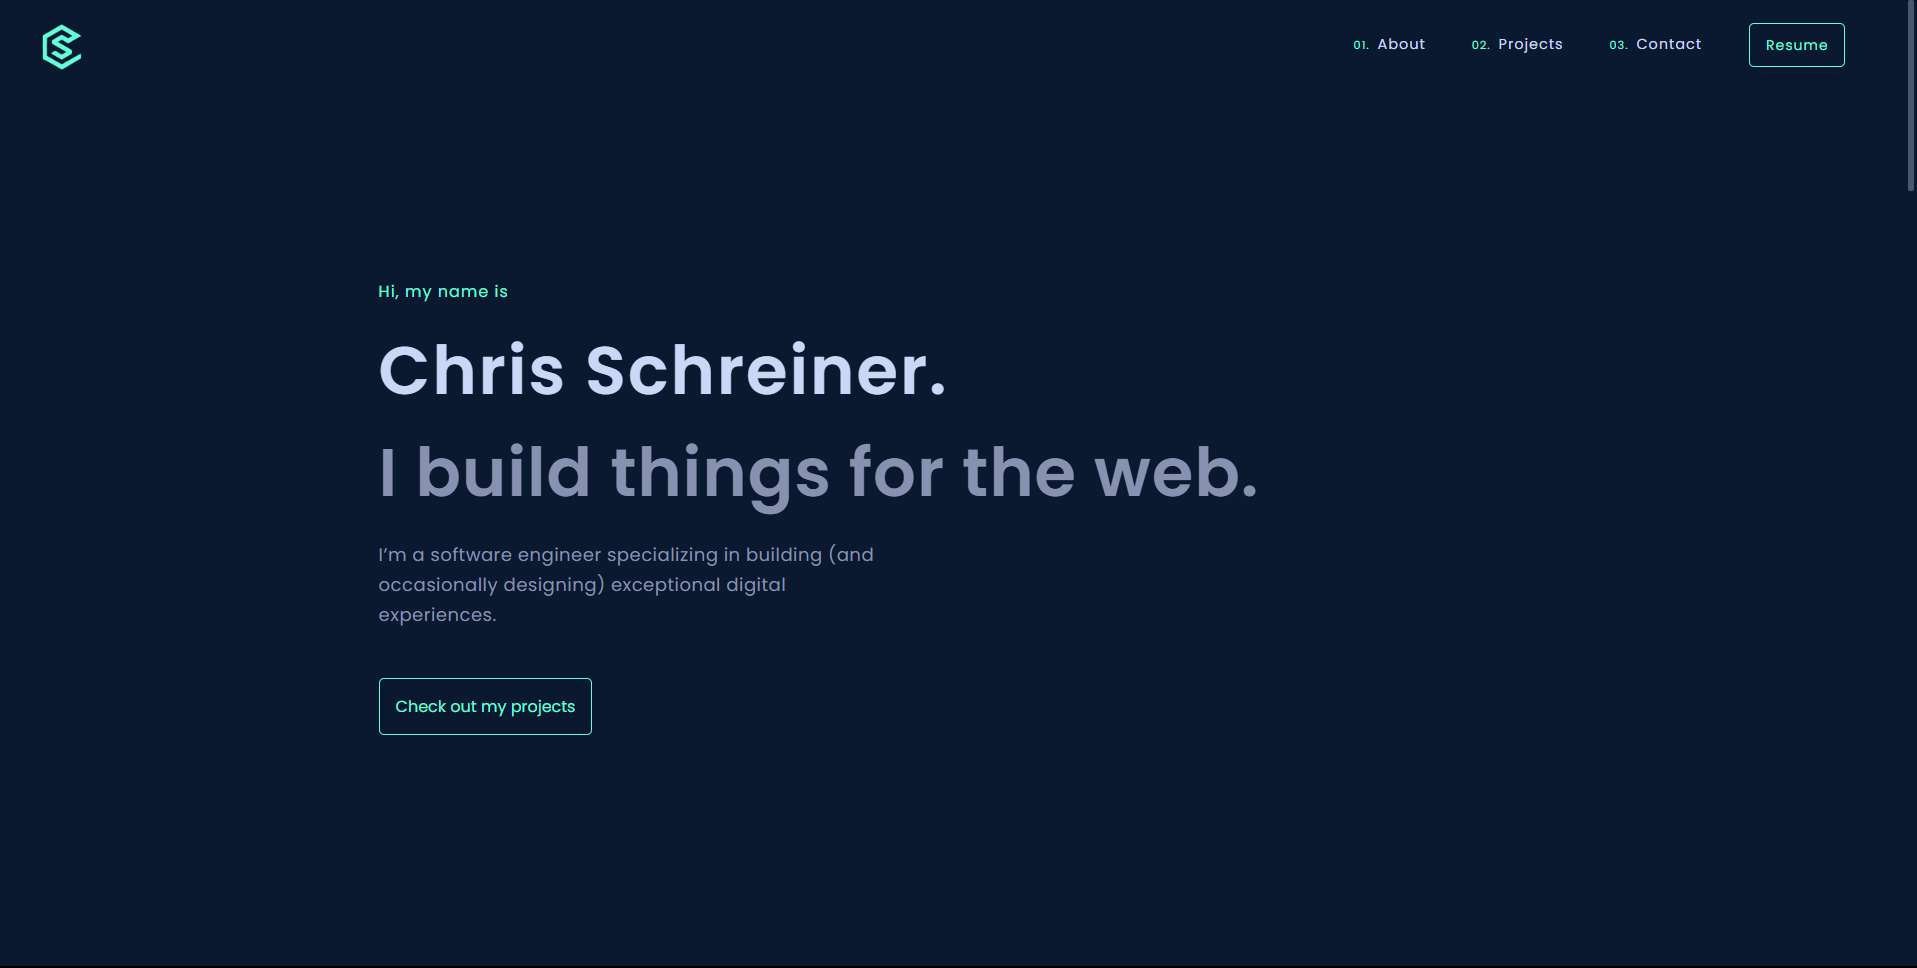 01. About 02. Projects 03. Contact Resume
Hi, my name is
Chris Schreiner.
I build things for the web.
I’m a software engineer specializing in building (and
occasionally designing) exceptional digital
experiences.
Check out my projects